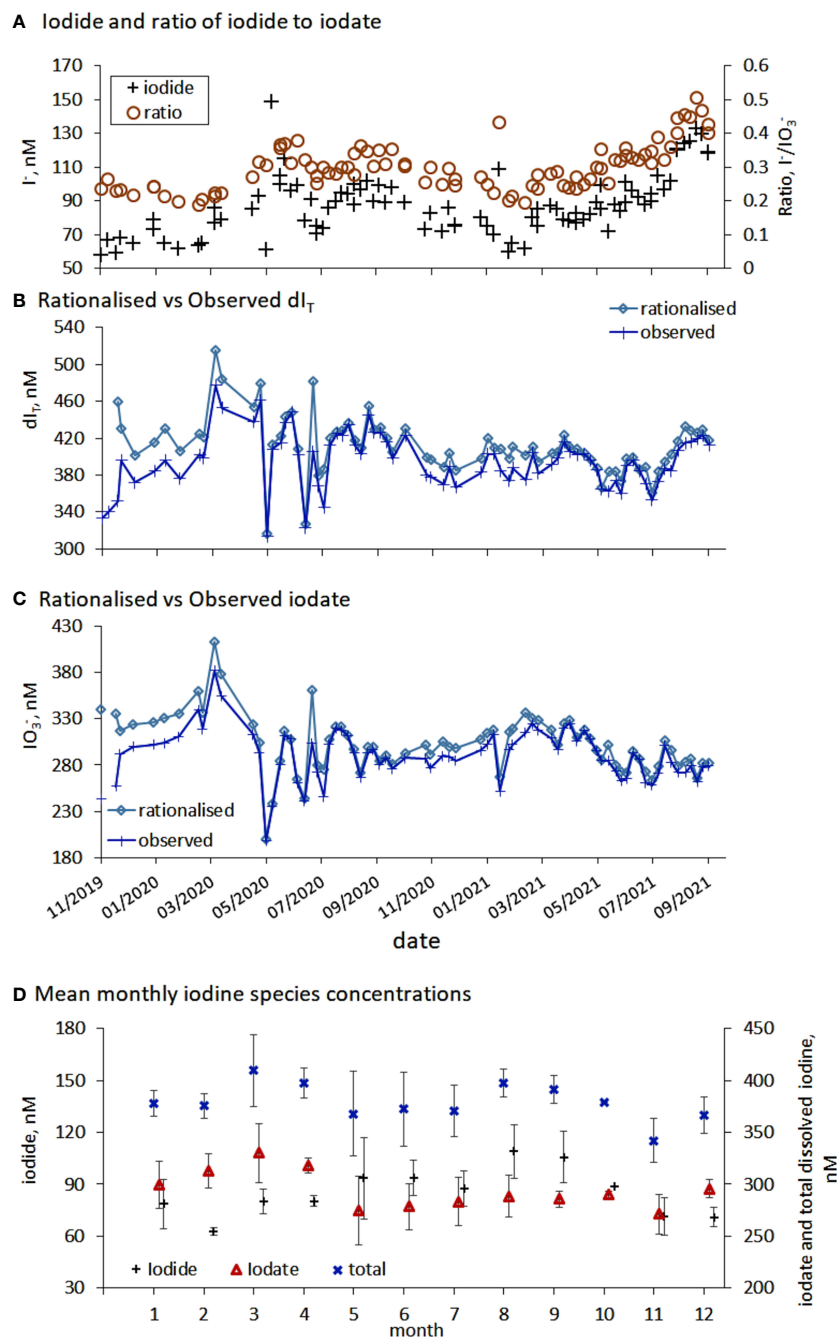 A Iodide and ratio of iodide to iodate
170
150
130
110
90
70
50
I-, nM
iodide
ratio
0.6
0.5
0.4
0.3
0.2
0.1
0
Ratio, I-/IO3-
B Rationalised vs Observed dIT
540
500
460
420
380
340
300
dIT, nM
rationalised
observed
C Rationalised vs Observed iodate
430
380
330
280
230
180
IO3-, nM
rationalised
observed
11/2019
01/2020
03/2020
05/2020
07/2020
09/2020
11/2020
01/2021
03/2021
05/2021
07/2021
09/2021
date
D Mean monthly iodine species concentrations
180
150
120
90
60
30
iodide, nM
450
400
350
300
250
200
iodate and total dissolved iodine,
nM
Iodide
Iodate
total
1 2 3 4 5 6 7 8 9 10 11 12
month